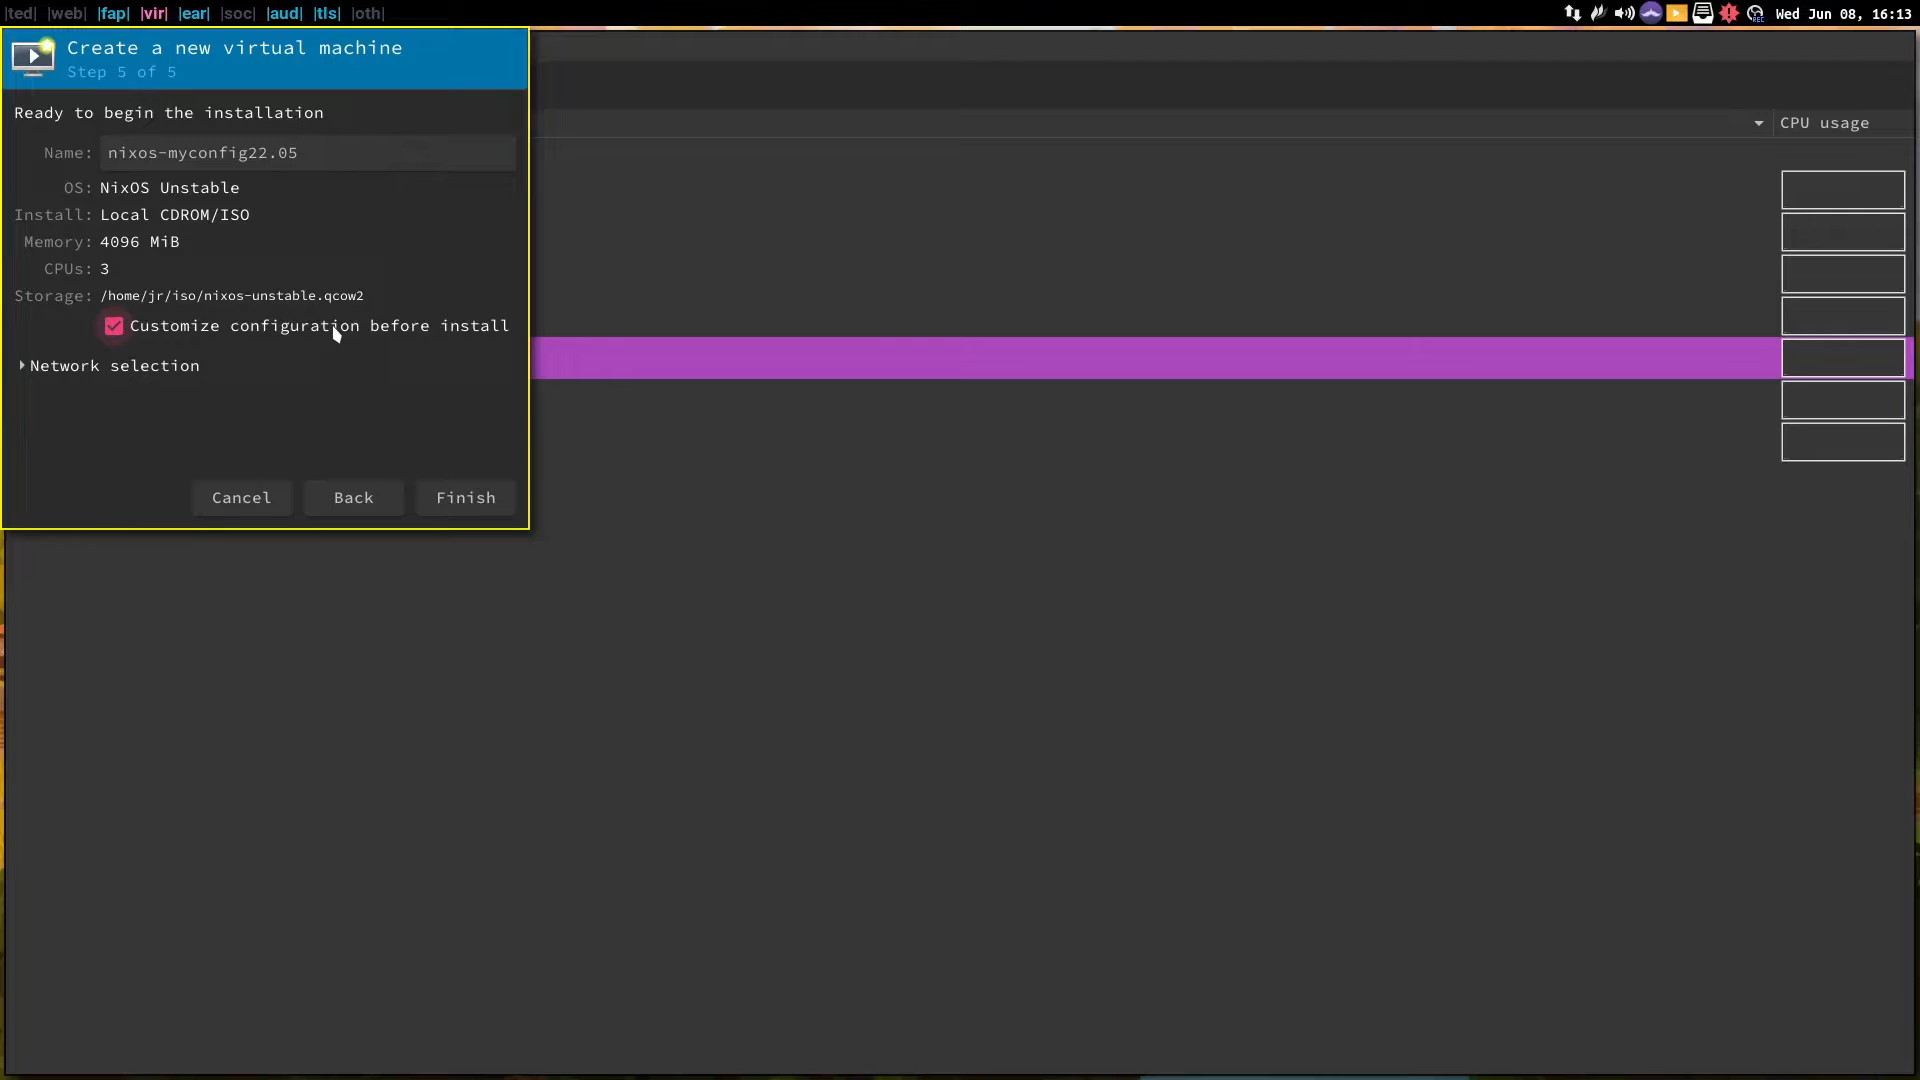 |ted| |web| |fap| |vir| |ear| |soc| |aud| |tls| |oth|
Wed Jun 08, 16:13
Create a new virtual machine
Step 5 of 5
Ready to begin the installation
Name: nixos-myconfig22.05
OS: NixOS Unstable
Install: Local CDROM/ISO
Memory: 4096 MiB
CPUs: 3
Storage: /home/jr/iso/nixos-unstable.qcow2
Customize configuration before install
Network selection
Cancel Back Finish
CPU usage